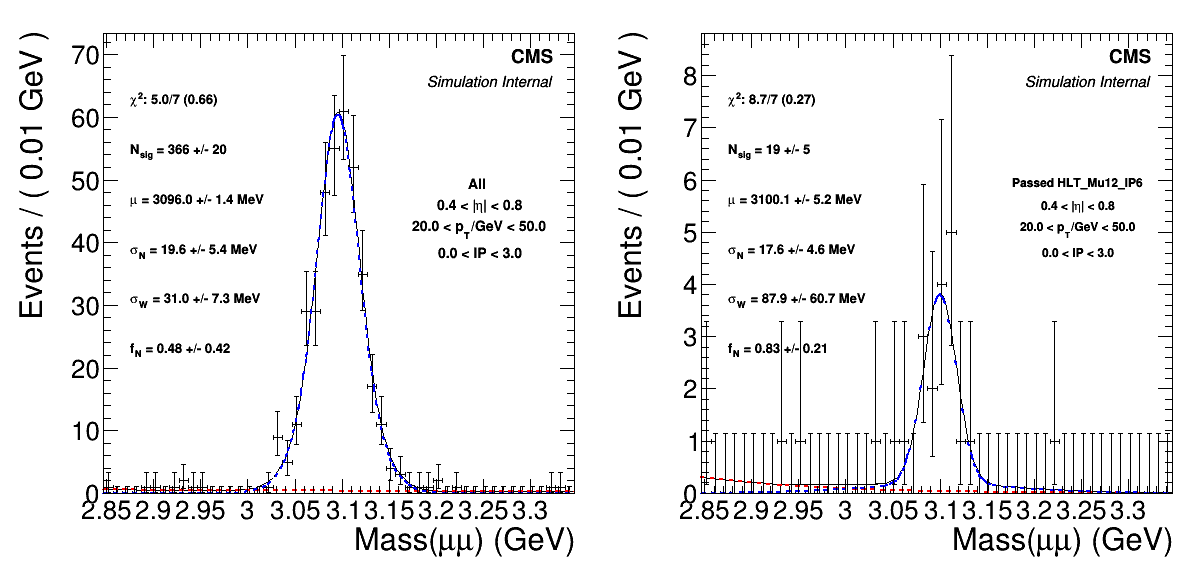 Events / ( 0.01 GeV )
70
60
50
40
30
20
10
0
CMS
Simulation Internal
χ²: 5.0/7 (0.66)
N_sig = 366 +/- 20
μ = 3096.0 +/- 1.4 MeV
σ_N = 19.6 +/- 5.4 MeV
σ_W = 31.0 +/- 7.3 MeV
f_N = 0.48 +/- 0.42
All
0.4 < |η| < 0.8
20.0 < p_T/GeV < 50.0
0.0 < IP < 3.0
2.85 2.9 2.95 3 3.05 3.1 3.15 3.2 3.25 3.3
Mass(μμ) (GeV)
Events / ( 0.01 GeV )
8
7
6
5
4
3
2
1
0
CMS
Simulation Internal
χ²: 8.7/7 (0.27)
N_sig = 19 +/- 5
μ = 3100.1 +/- 5.2 MeV
σ_N = 17.6 +/- 4.6 MeV
σ_W = 87.9 +/- 60.7 MeV
f_N = 0.83 +/- 0.21
Passed HLT_Mu12_IP6
0.4 < |η| < 0.8
20.0 < p_T/GeV < 50.0
0.0 < IP < 3.0
2.85 2.9 2.95 3 3.05 3.1 3.15 3.2 3.25 3.3
Mass(μμ) (GeV)